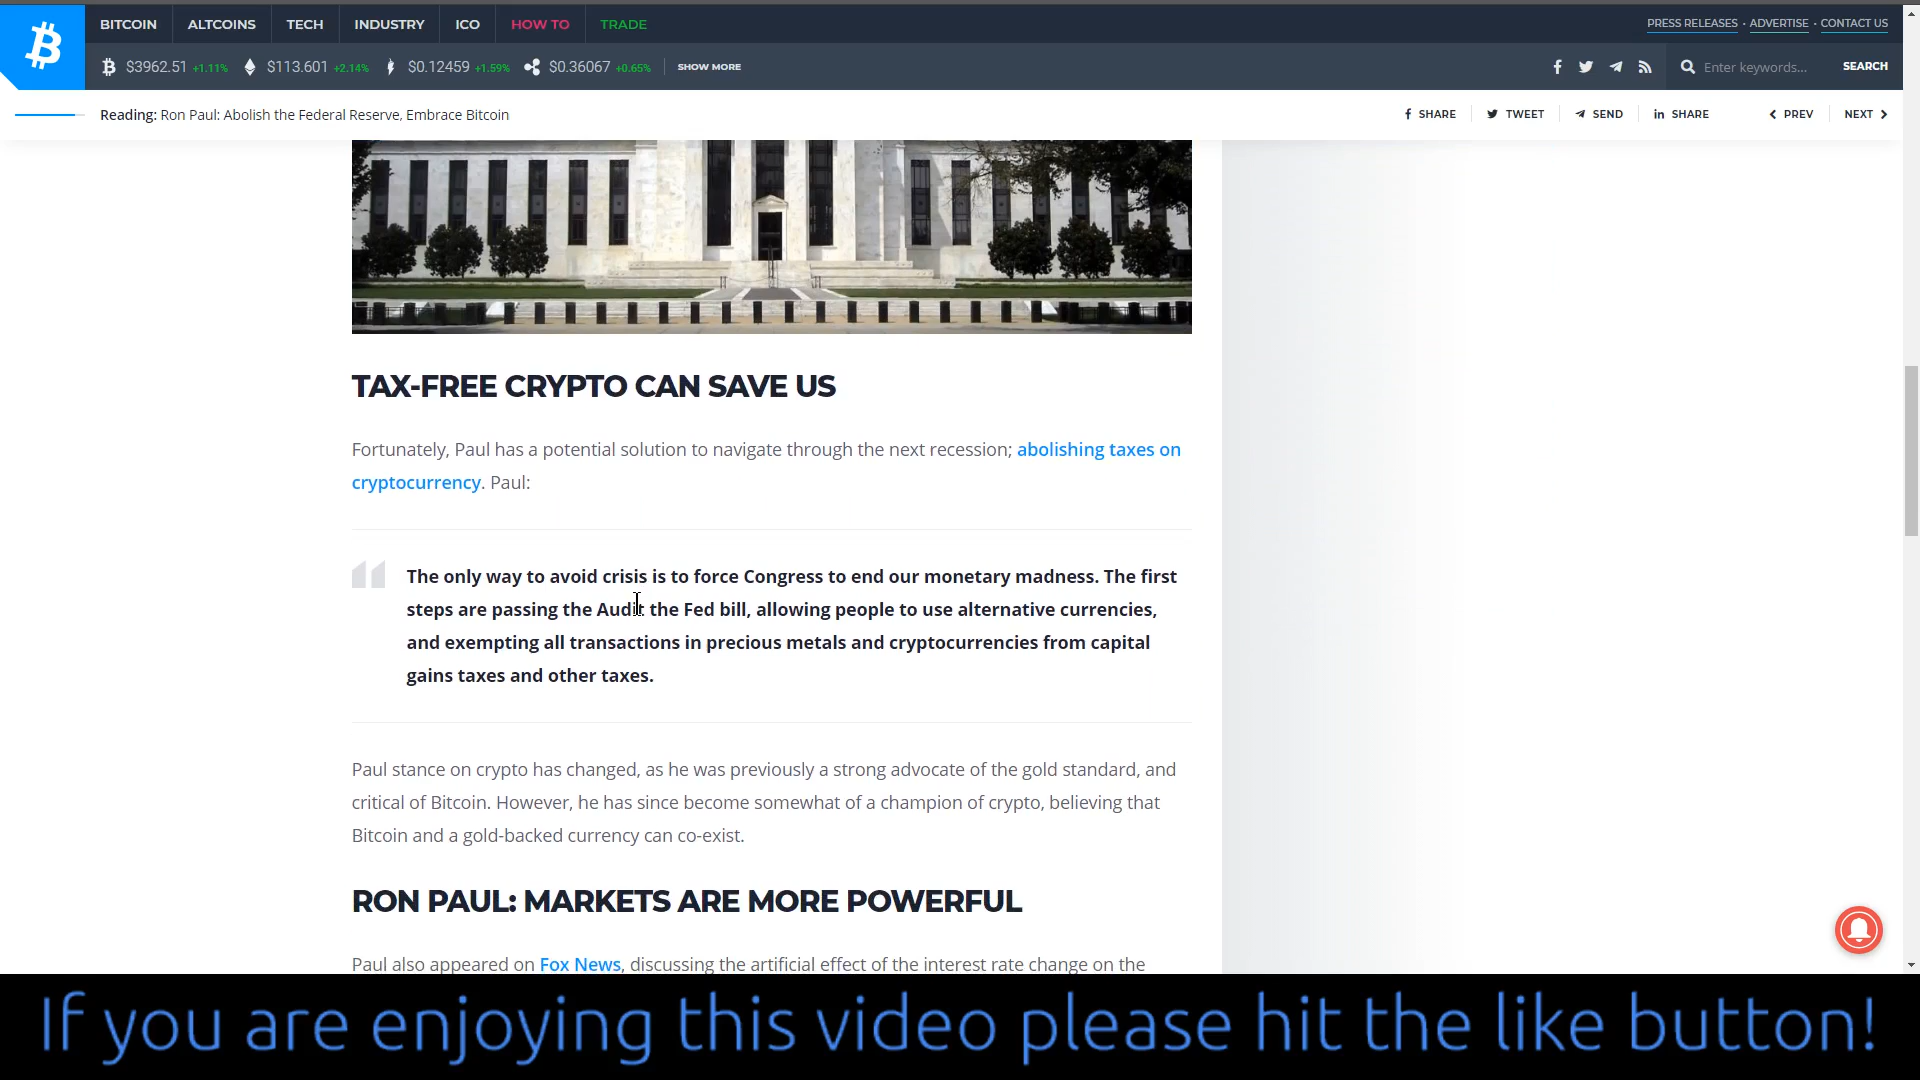 BITCOIN ALTCOINS TECH INDUSTRY ICO HOW TO TRADE PRESS RELEASES · ADVERTISE · CONTACT US
$3962.51 +1.11% $113.601 +2.14% $0.12459 +1.59% $0.36067 +0.65% SHOW MORE Enter keywords... SEARCH
Reading: Ron Paul: Abolish the Federal Reserve, Embrace Bitcoin SHARE TWEET SEND SHARE PREV NEXT
TAX-FREE CRYPTO CAN SAVE US
Fortunately, Paul has a potential solution to navigate through the next recession; abolishing taxes on
cryptocurrency. Paul:
The only way to avoid crisis is to force Congress to end our monetary madness. The first
steps are passing the Audit the Fed bill, allowing people to use alternative currencies,
and exempting all transactions in precious metals and cryptocurrencies from capital
gains taxes and other taxes.
Paul stance on crypto has changed, as he was previously a strong advocate of the gold standard, and
critical of Bitcoin. However, he has since become somewhat of a champion of crypto, believing that
Bitcoin and a gold-backed currency can co-exist.
RON PAUL: MARKETS ARE MORE POWERFUL
Paul also appeared on Fox News, discussing the artificial effect of the interest rate change on the
If you are enjoying this video please hit the like button!